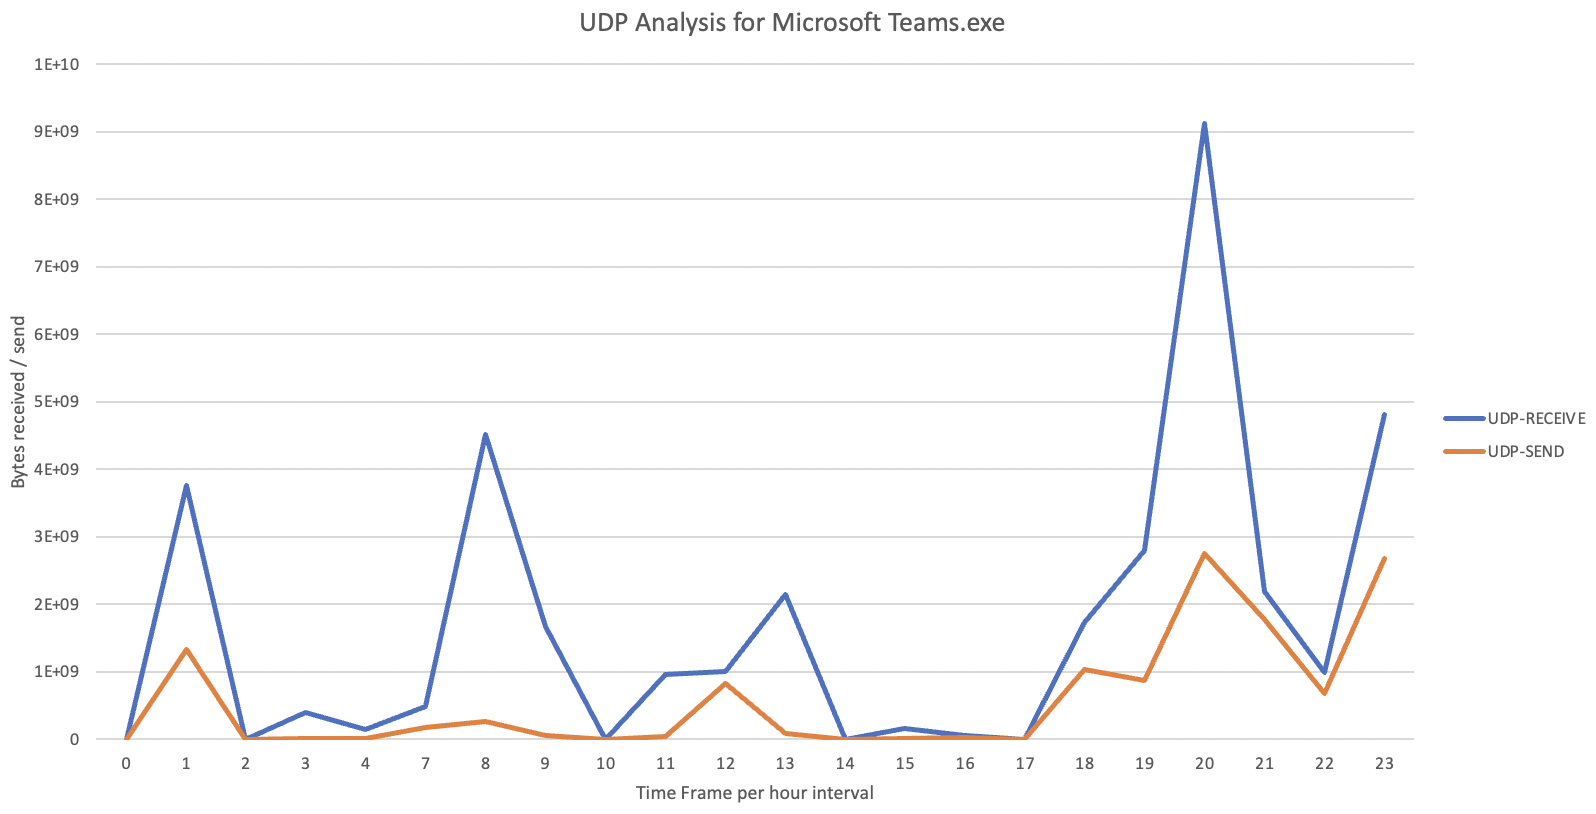 UDP Analysis for Microsoft Teams.exe
1E+10
9E+09
8E+09
7E+09
6E+09
5E+09
4E+09
3E+09
2E+09
1E+09
0
Bytes received / send
0 1 2 3 4 7 8 9 10 11 12 13 14 15 16 17 18 19 20 21 22 23
Time Frame per hour interval
UDP-RECEIVE
UDP-SEND